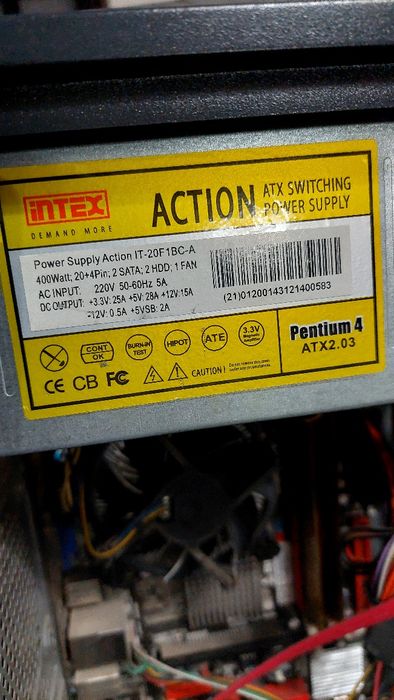 INTEX
DEMAND MORE
ACTION ATX SWITCHING
POWER SUPPLY
Power Supply Action IT-20F1BC-A
400Watt; 20+4Pin; 2 SATA; 2 HDD; 1 FAN
AC INPUT: 220V 50-60Hz 5A
DC OUTPUT: +3.3V: 25A +5V: 28A +12V:15A
-12V: 0.5A +5VSB: 2A
(21)01200143121400583
CONT
OK
BURN-IN
TEST
HIPOT
ATE
3.3V
CE CB FC
CAUTION!
Pentium 4
ATX2.03